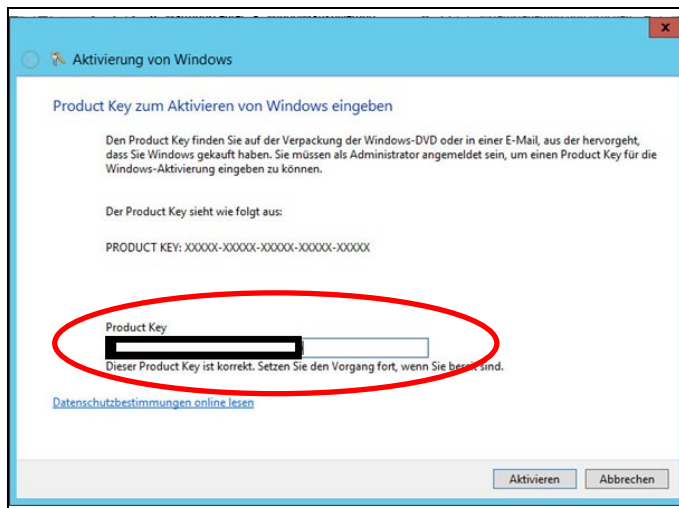 x
Aktivierung von Windows
Product Key zum Aktivieren von Windows eingeben
Den Product Key finden Sie auf der Verpackung der Windows-DVD oder in einer E-Mail, aus der hervorgeht,
dass Sie Windows gekauft haben. Sie müssen als Administrator angemeldet sein, um einen Product Key für die
Windows-Aktivierung eingeben zu können.
Der Product Key sieht wie folgt aus:
PRODUCT KEY: XXXXX-XXXXX-XXXXX-XXXXX-XXXXX
Product Key
Dieser Product Key ist korrekt. Setzen Sie den Vorgang fort, wenn Sie bereit sind.
Datenschutzbestimmungen online lesen
Aktivieren Abbrechen